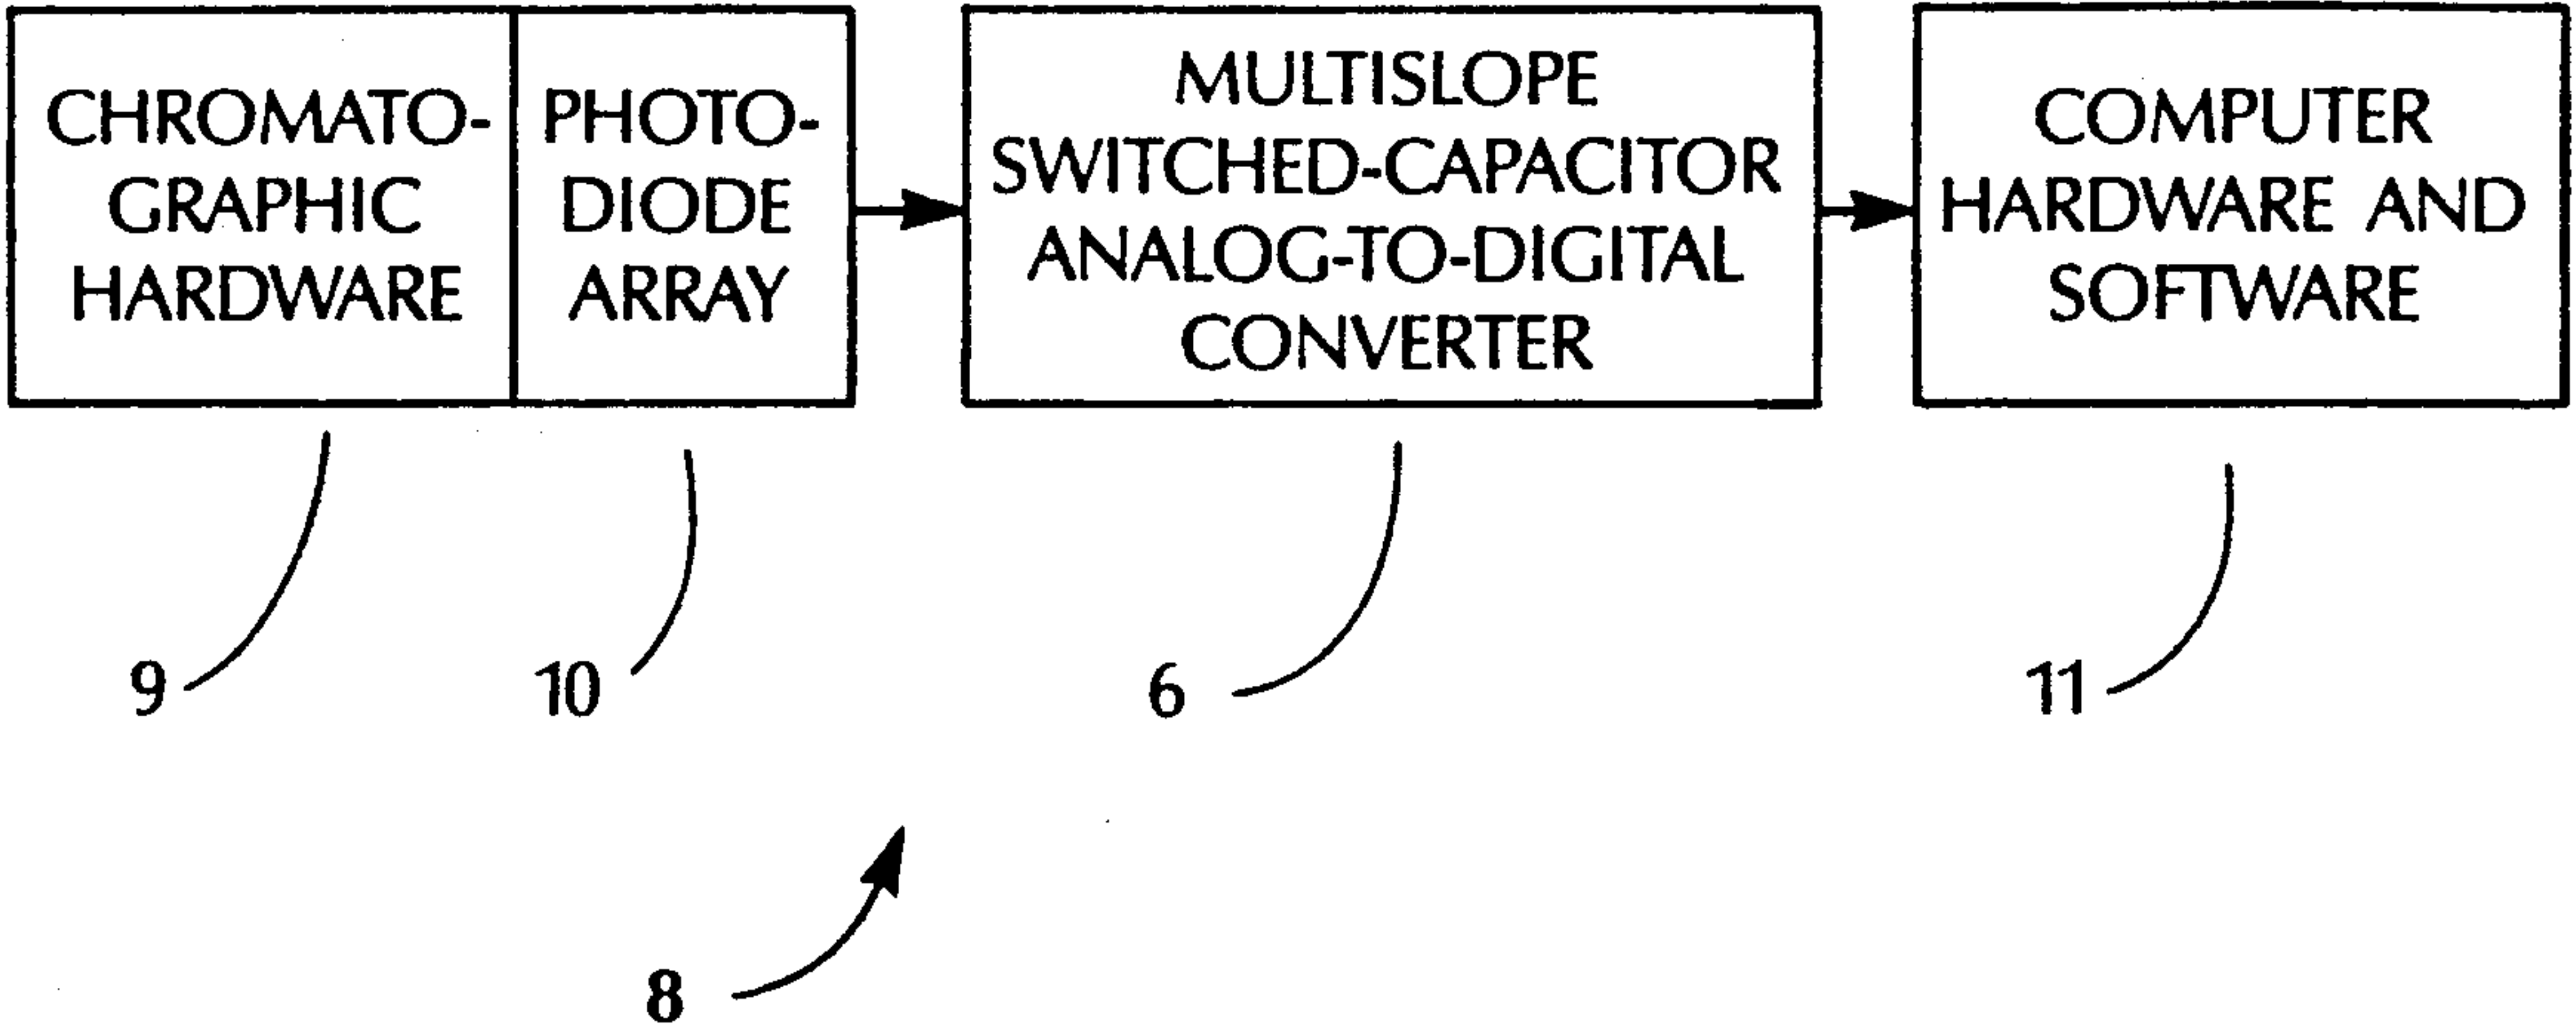 CHROMATO-
GRAPHIC
HARDWARE
PHOTO-
DIODE
ARRAY
MULTISLOPE
SWITCHED-CAPACITOR
ANALOG-TO-DIGITAL
CONVERTER
COMPUTER
HARDWARE AND
SOFTWARE
9
10
6
11
8